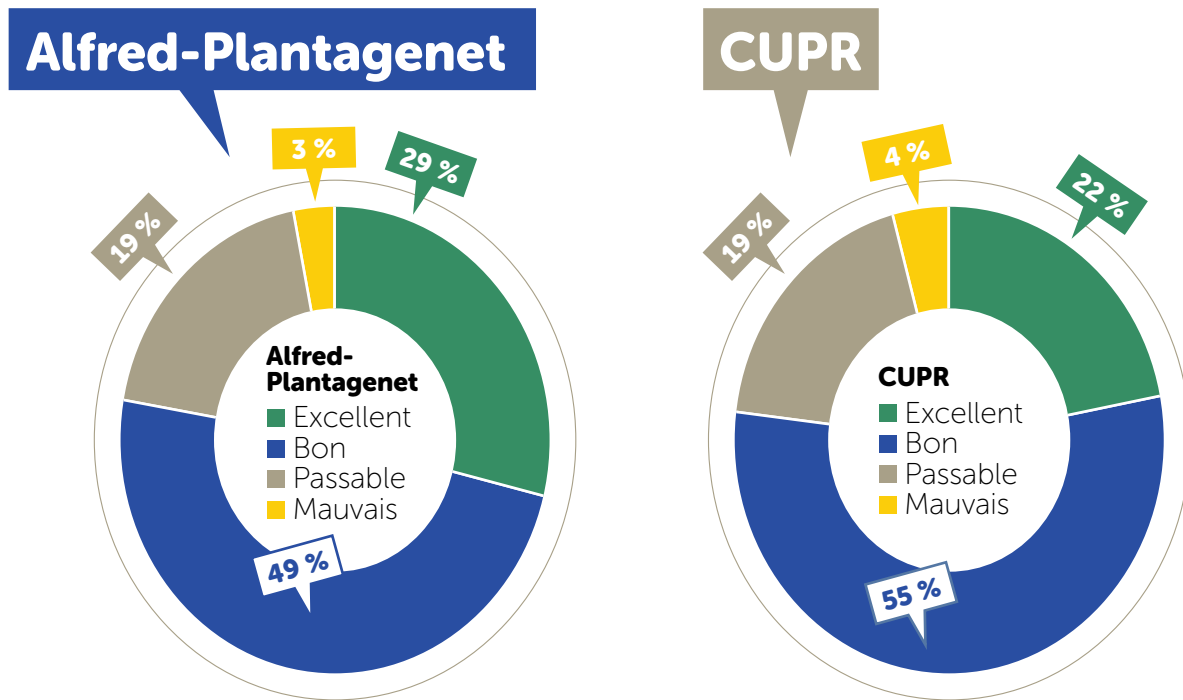 Alfred-Plantagenet
3 %
29 %
19 %
Alfred-
Plantagenet
Excellent
Bon
Passable
Mauvais
49 %
CUPR
4 %
22 %
19 %
CUPR
Excellent
Bon
Passable
Mauvais
55 %